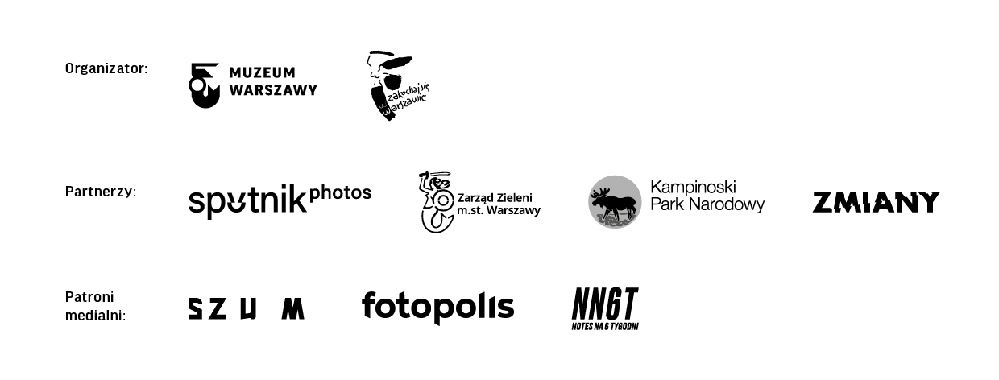 Organizator:
MUZEUM
WARSZAWY
zakochaj się
w
warszawie
Partnerzy:
sputnik photos
Zarząd Zieleni
m.st. Warszawy
Kampinoski
Park Narodowy
ZMIANY
Patroni
medialni:
SZUM
fotopolis
NN6T
NOTES NA 6 TYGODNI